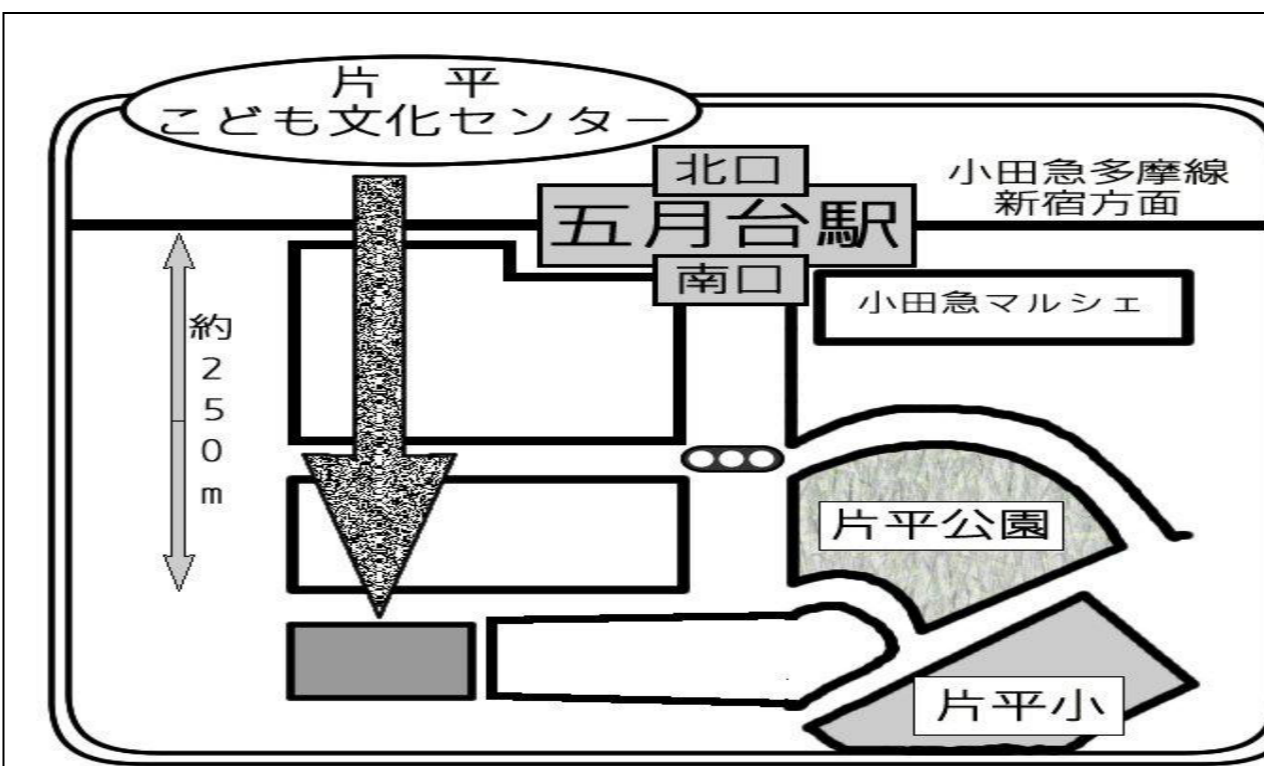 片　平
こども文化センター
北口
五月台駅
南口
小田急多摩線
新宿方面
小田急マルシェ
約250m
片平公園
片平小